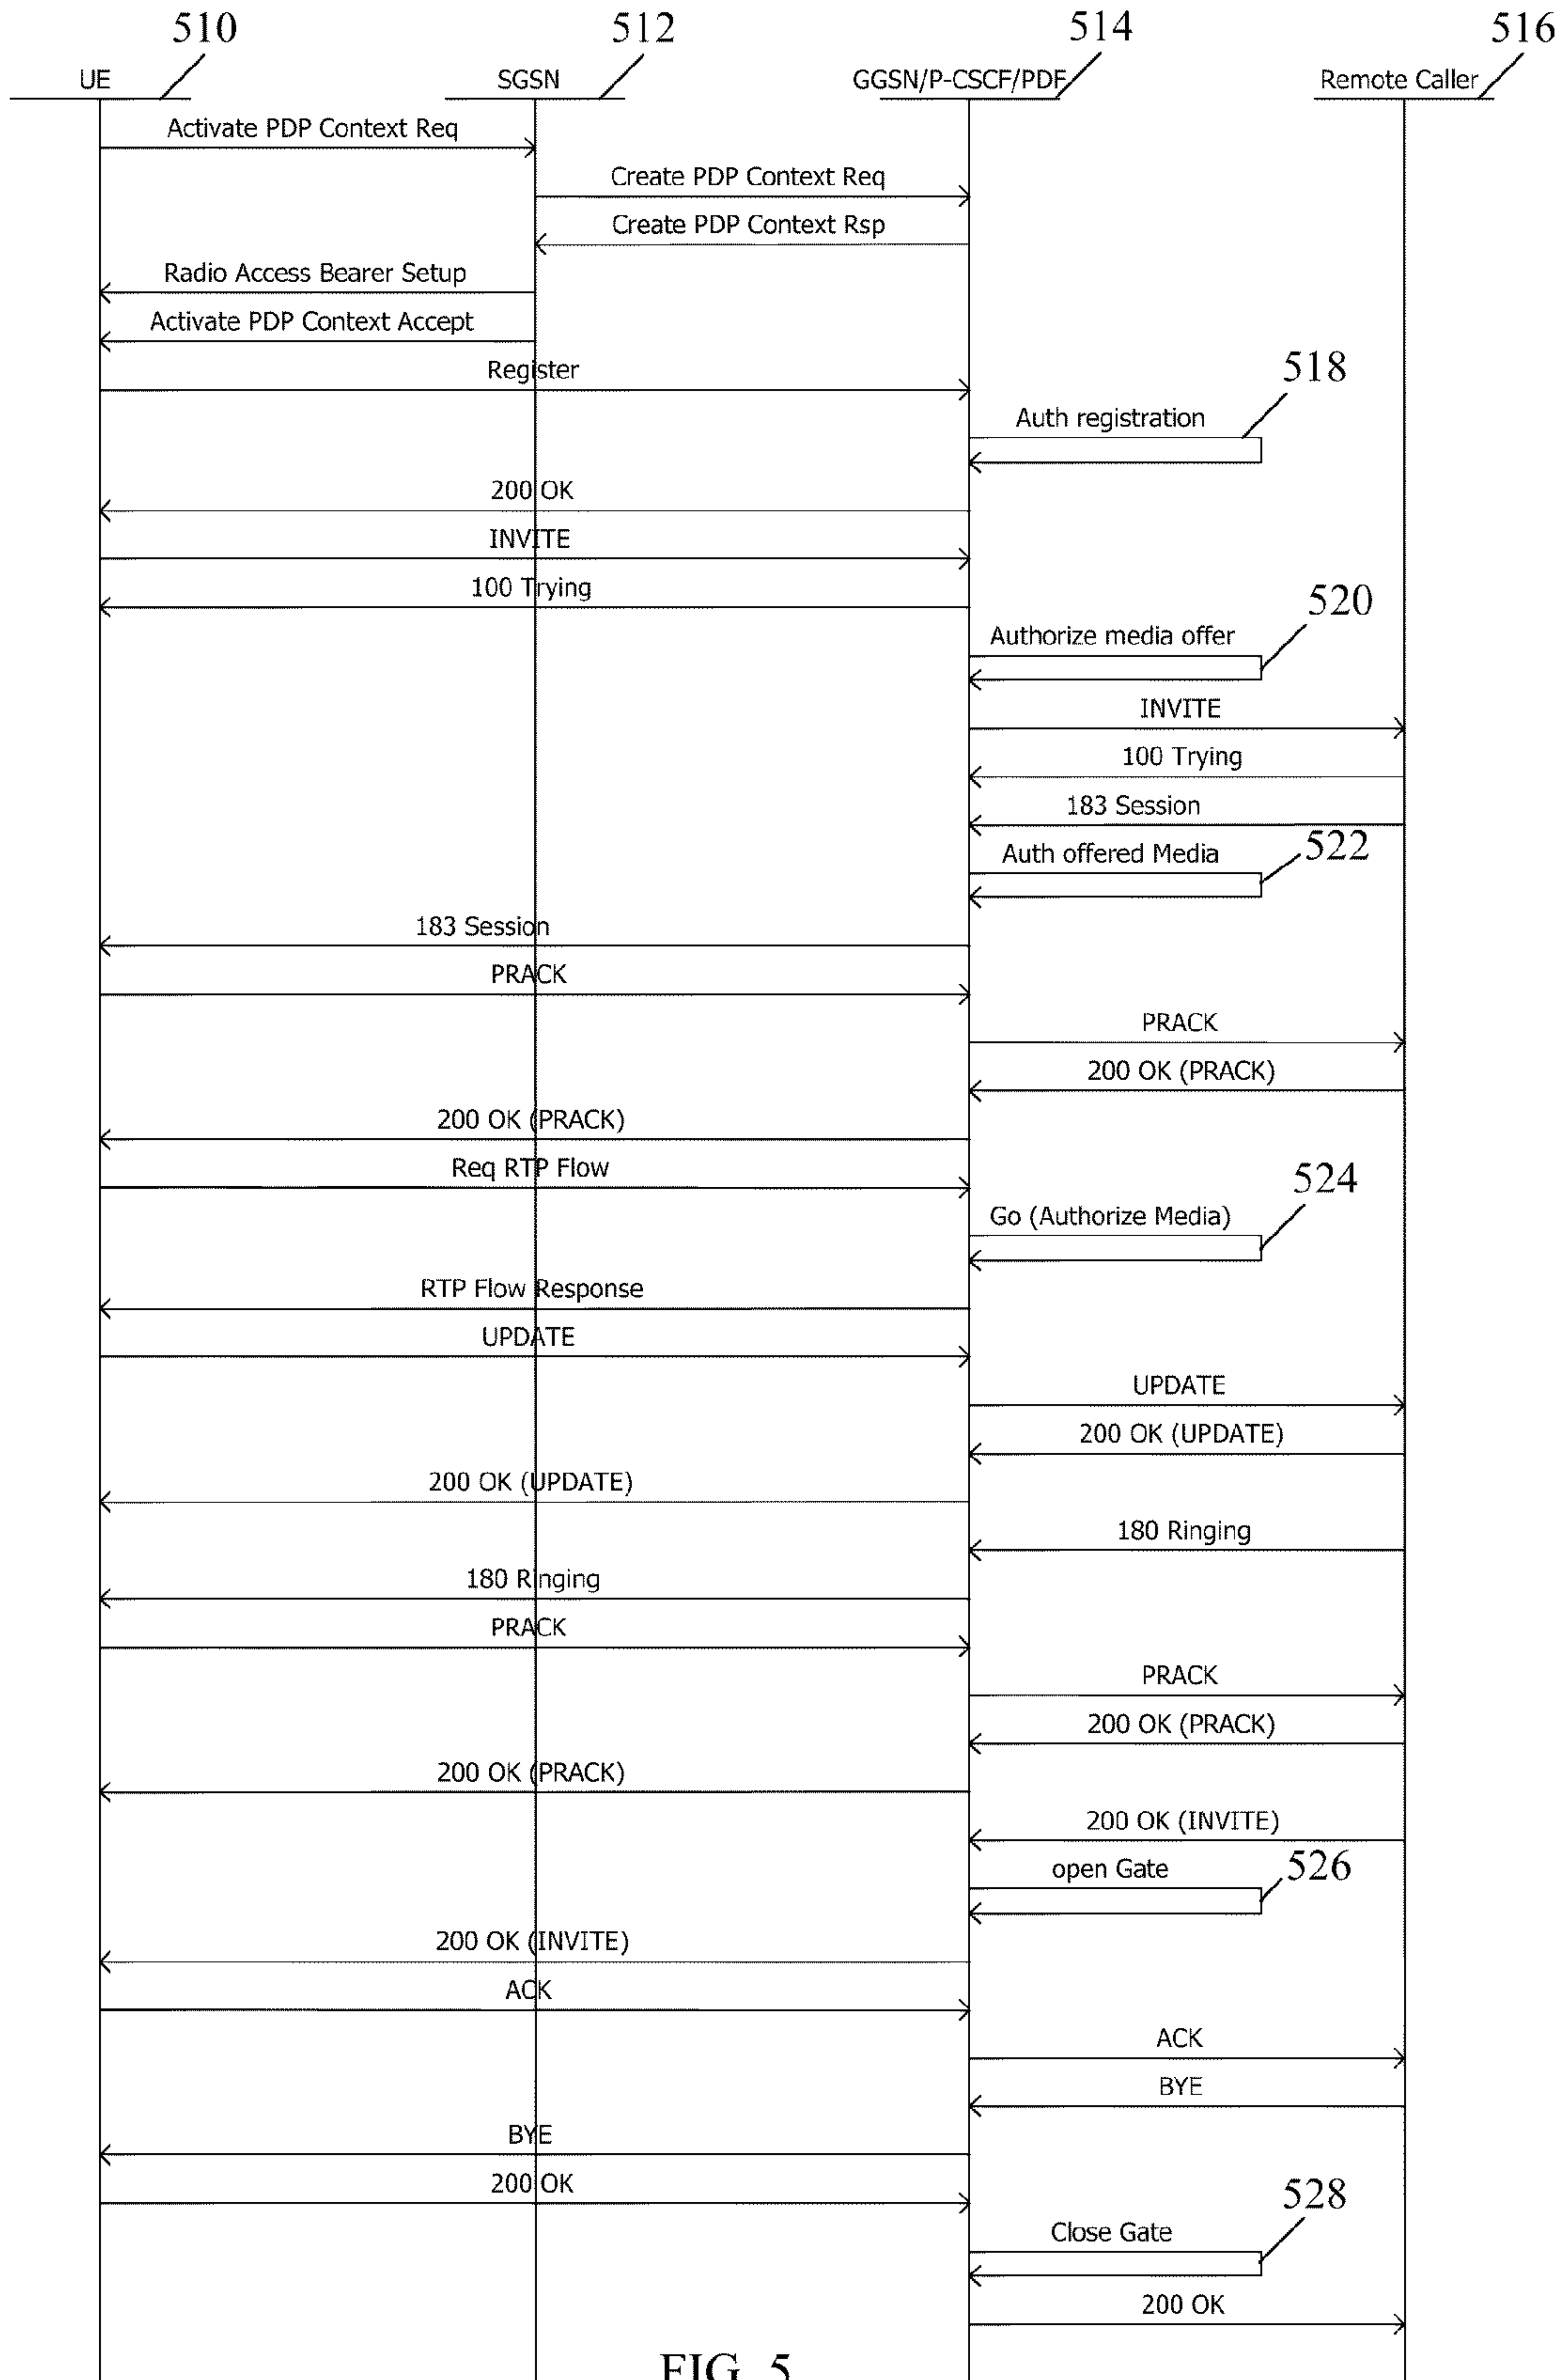 510
512
514
516
UE
SGSN
GGSN/P-CSCF/PDF
Remote Caller
Activate PDP Context Req
Create PDP Context Req
Create PDP Context Rsp
Radio Access Bearer Setup
Activate PDP Context Accept
Register
518
Auth registration
200 OK
INVITE
100 Trying
520
Authorize media offer
INVITE
100 Trying
183 Session
522
Auth offered Media
183 Session
PRACK
PRACK
200 OK (PRACK)
200 OK (PRACK)
Req RTP Flow
524
Go (Authorize Media)
RTP Flow Response
UPDATE
UPDATE
200 OK (UPDATE)
200 OK (UPDATE)
180 Ringing
180 Ringing
PRACK
PRACK
200 OK (PRACK)
200 OK (PRACK)
200 OK (INVITE)
open Gate
526
200 OK (INVITE)
ACK
ACK
BYE
BYE
200 OK
528
Close Gate
200 OK
FIG. 5